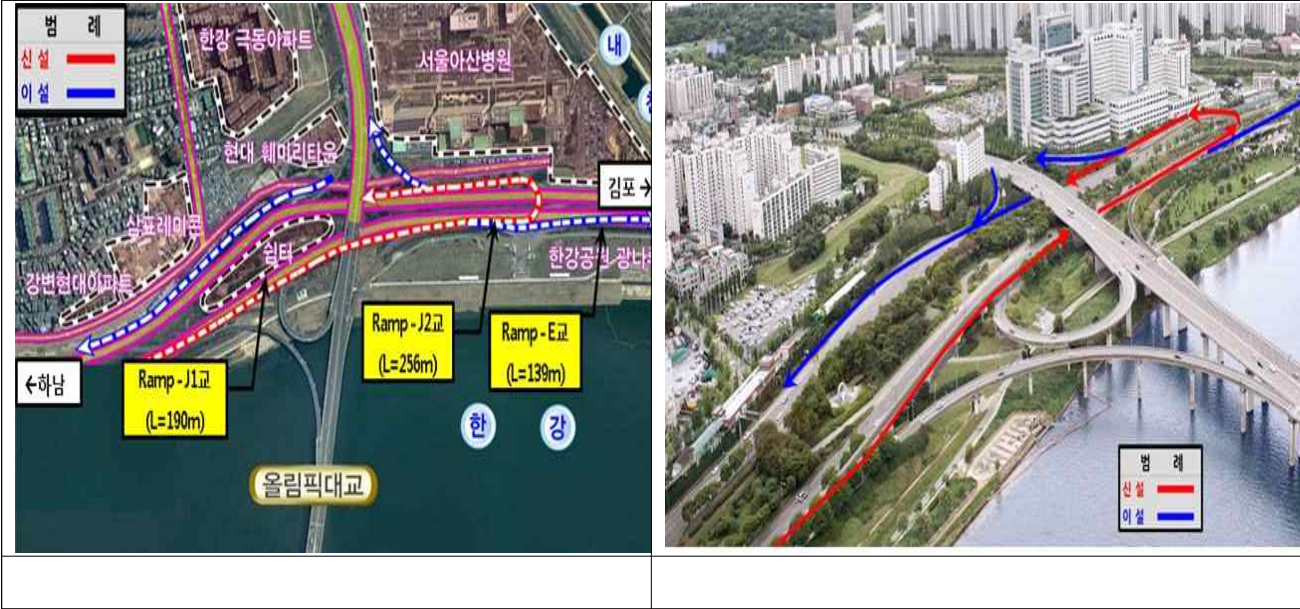 범 례
신 설
이 설
한강 극동아파트
서울아산병원
내
현대 훼미리타운
김포→
삼표레미콘
쉼터
한강공원 광나
강변현대아파트
Ramp - J2교
(L=256m)
Ramp - E교
(L=139m)
←하남
Ramp - J1교
(L=190m)
한 강
올림픽대교
범 례
신 설
이 설